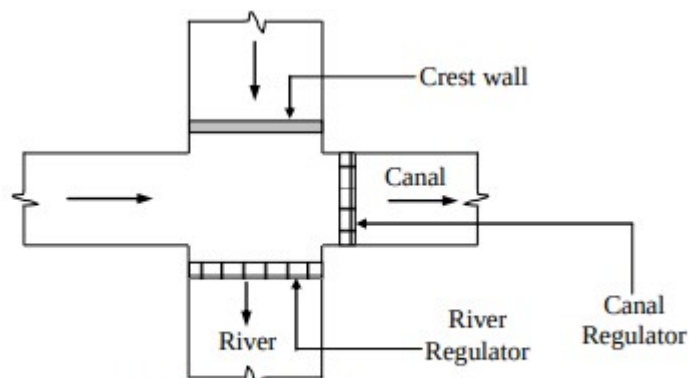 Crest wall
Canal
River
River
Regulator
Canal
Regulator